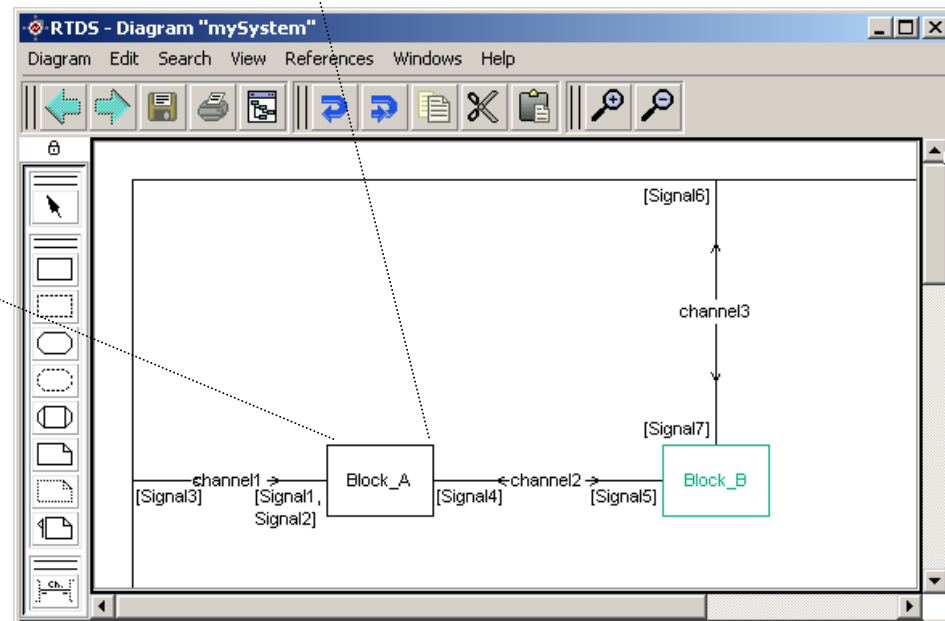 RTDS - Diagram "mySystem"
Diagram Edit Search View References Windows Help
[Signal6]
channel3
[Signal7]
channel1
Block_A
channel2
Block_B
[Signal3]
[Signal1,
Signal2]
[Signal4]
[Signal5]
Ch.